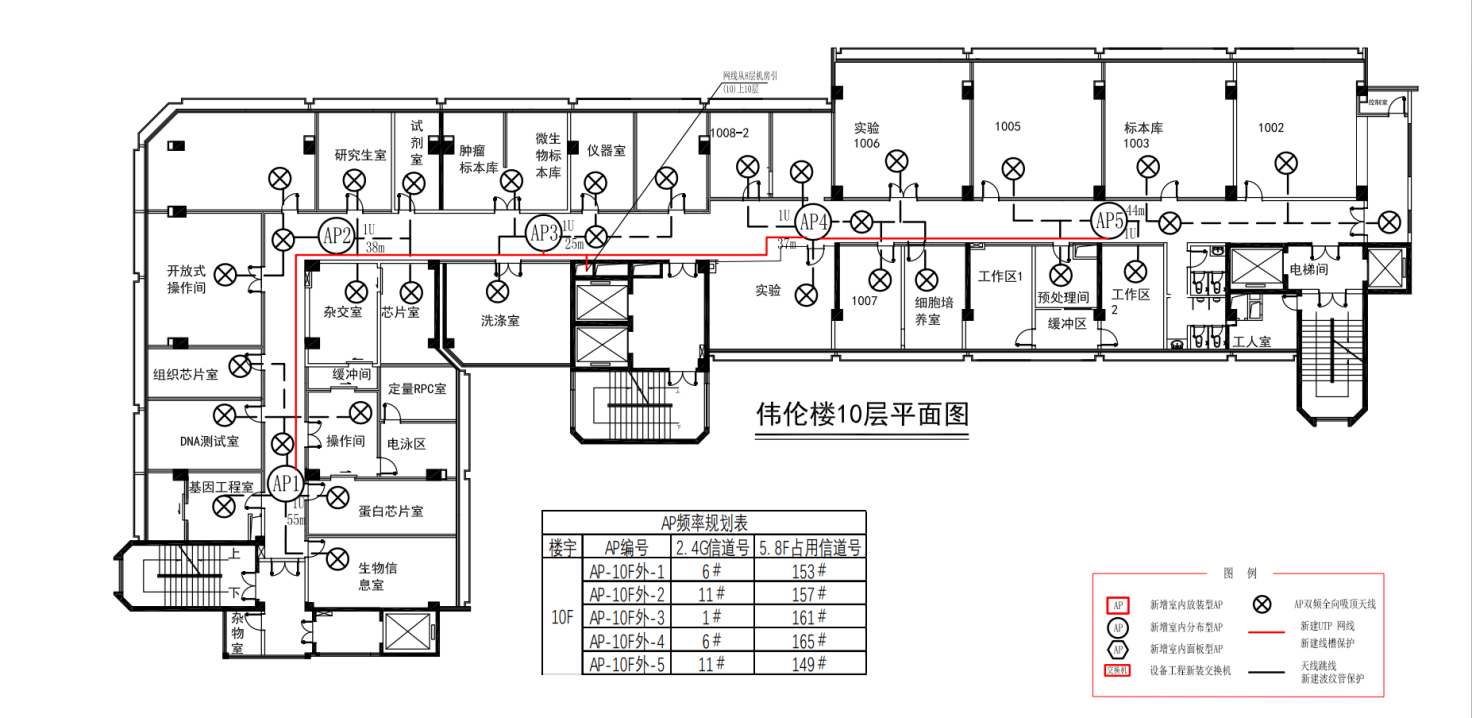 网线从8层机房引
(10)上10层
控制室
试
剂
室
研究生室
肿瘤
标本库
微生
物标
本库
仪器室
1008-2
实验
1006
1005
标本库
1003
1002
AP2
1U
38m
AP3
1U
25m
1U
AP4
37m
AP5
44m
1U
开放式
操作间
杂交室
芯片室
洗涤室
实验
1007
细胞培
养室
工作区1
预处理间
缓冲区
工作区
2
电梯间
工人室
组织芯片室
缓冲间
定量RPC室
DNA测试室
操作间
电泳区
基因工程室
AP1
1U
55m
蛋白芯片室
生物信
息室
上
下
杂
物
室
上
下
伟伦楼10层平面图
AP频率规划表
楼宇 AP编号 2.4G信道号 5.8F占用信道号
10F
AP-10F外-1 6# 153#
AP-10F外-2 11# 157#
AP-10F外-3 1# 161#
AP-10F外-4 6# 165#
AP-10F外-5 11# 149#
图 例
AP 新增室内放装型AP
AP双频全向吸顶天线
AP 新增室内分布型AP
新建UTP 网线
新建线槽保护
AP 新增室内面板型AP
交换机 设备工程新装交换机
天线跳线
新建波纹管保护